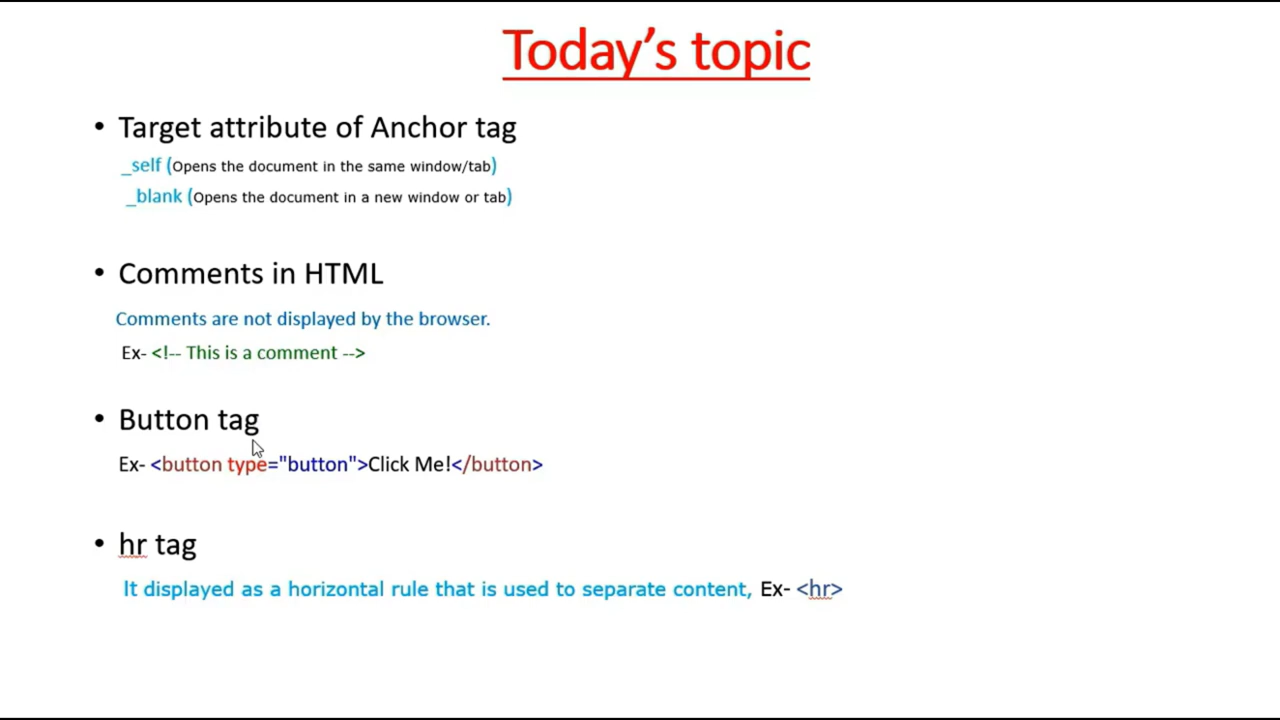 Today's topic
• Target attribute of Anchor tag
_self (Opens the document in the same window/tab)
_blank (Opens the document in a new window or tab)
• Comments in HTML
Comments are not displayed by the browser.
Ex- <!-- This is a comment -->
• Button tag
Ex- <button type="button">Click Me!</button>
• hr tag
It displayed as a horizontal rule that is used to separate content, Ex- <hr>